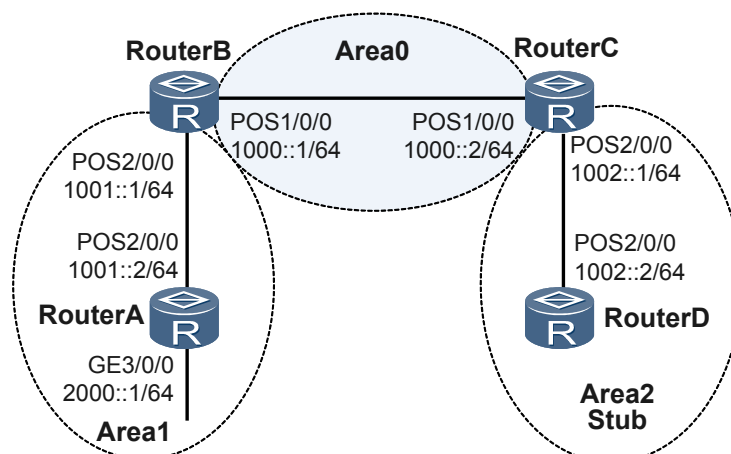 RouterB
Area0
RouterC
POS1/0/0
1000::1/64
POS1/0/0
1000::2/64
POS2/0/0
1001::1/64
POS2/0/0
1002::1/64
POS2/0/0
1001::2/64
POS2/0/0
1002::2/64
RouterA
RouterD
GE3/0/0
2000::1/64
Area1
Area2
Stub
R
R
R
R